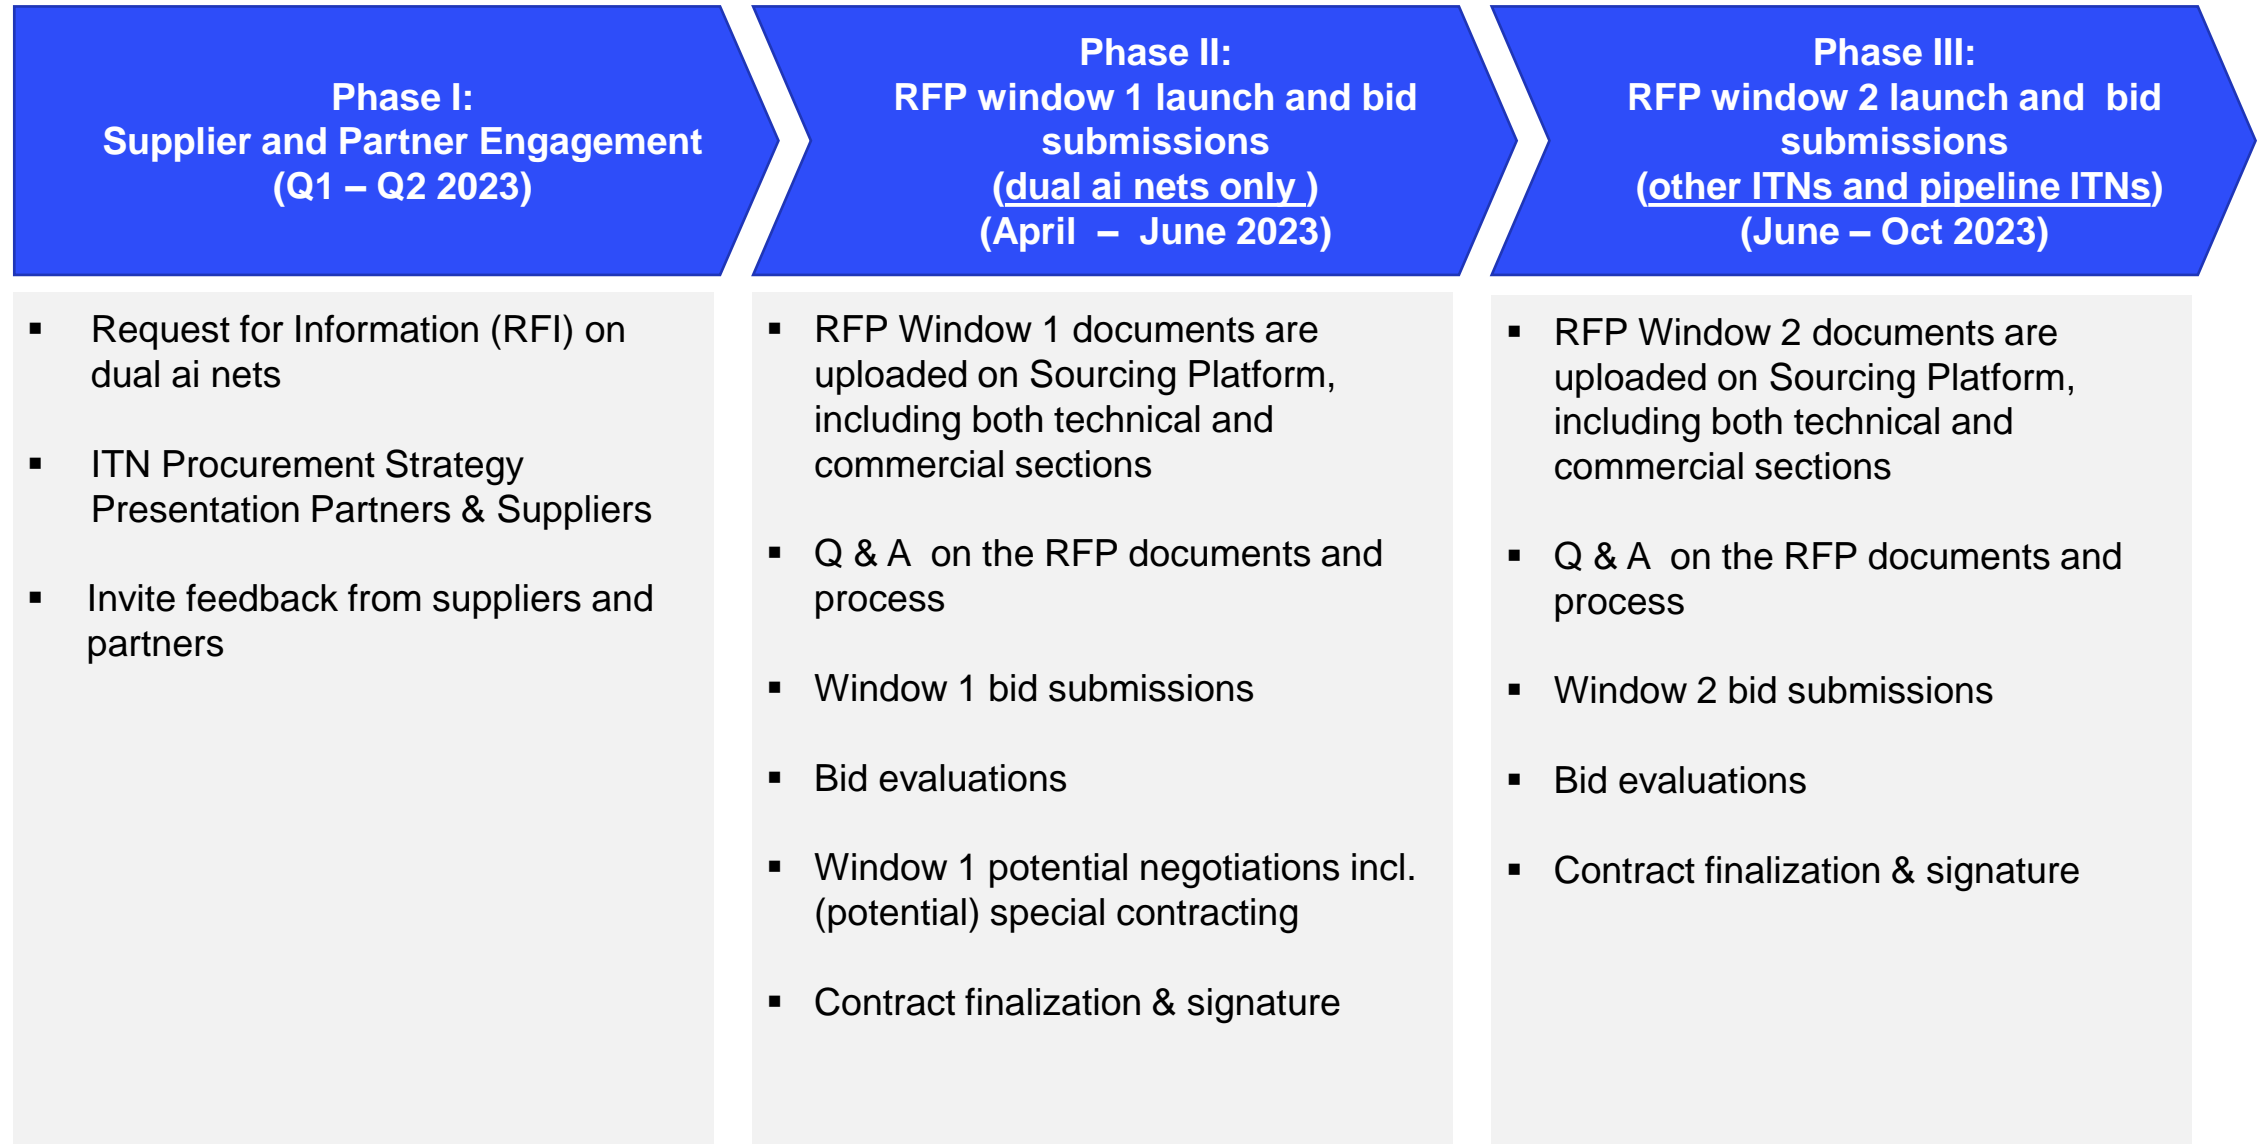 Phase I:
Supplier and Partner Engagement
(Q1 – Q2 2023)
▪ Request for Information (RFI) on
dual ai nets
▪ ITN Procurement Strategy
Presentation Partners & Suppliers
▪ Invite feedback from suppliers and
partners
Phase II:
RFP window 1 launch and bid
submissions
(dual ai nets only )
(April – June 2023)
▪ RFP Window 1 documents are
uploaded on Sourcing Platform,
including both technical and
commercial sections
▪ Q & A on the RFP documents and
process
▪ Window 1 bid submissions
▪ Bid evaluations
▪ Window 1 potential negotiations incl.
(potential) special contracting
▪ Contract finalization & signature
Phase III:
RFP window 2 launch and bid
submissions
(other ITNs and pipeline ITNs)
(June – Oct 2023)
▪ RFP Window 2 documents are
uploaded on Sourcing Platform,
including both technical and
commercial sections
▪ Q & A on the RFP documents and
process
▪ Window 2 bid submissions
▪ Bid evaluations
▪ Contract finalization & signature